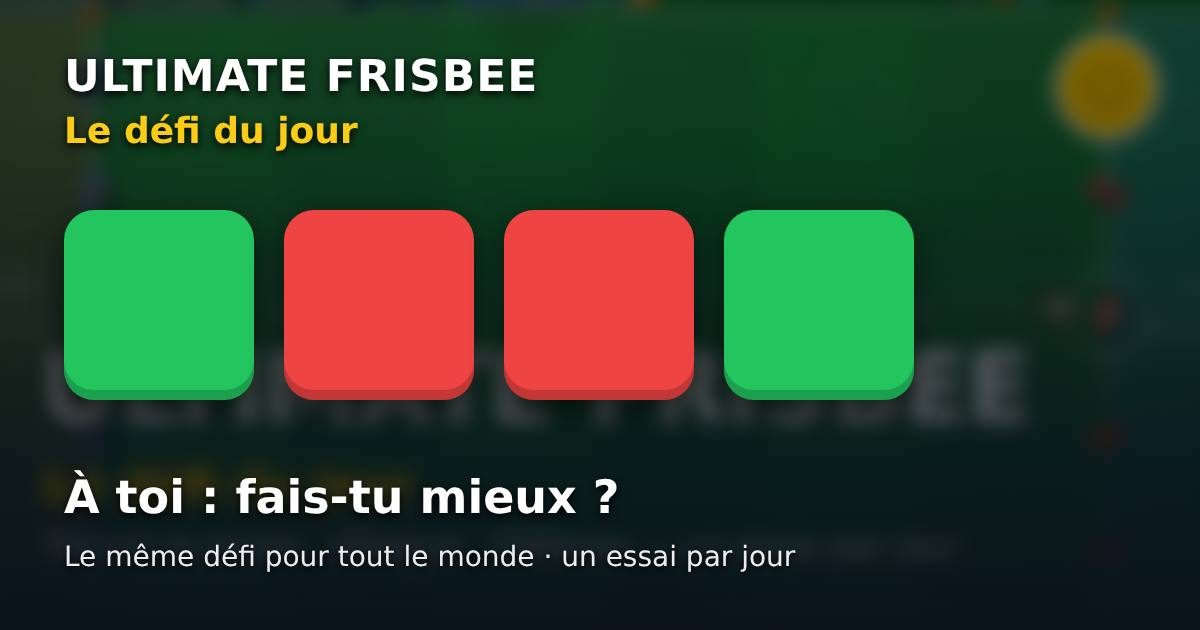 ULTIMATE FRISBEE
Le défi du jour
À toi : fais-tu mieux ?
Le même défi pour tout le monde · un essai par jour